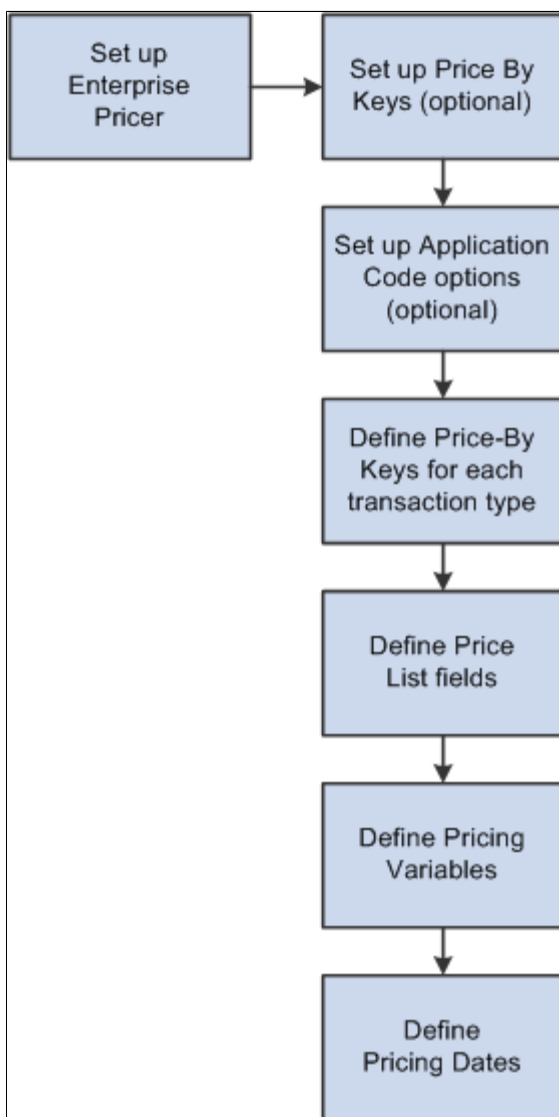 Set up
Enterprise
Pricer
Set up Price By
Keys (optional)
Set up Application
Code options
(optional)
Define Price-By
Keys for each
transaction type
Define Price
List fields
Define Pricing
Variables
Define
Pricing Dates